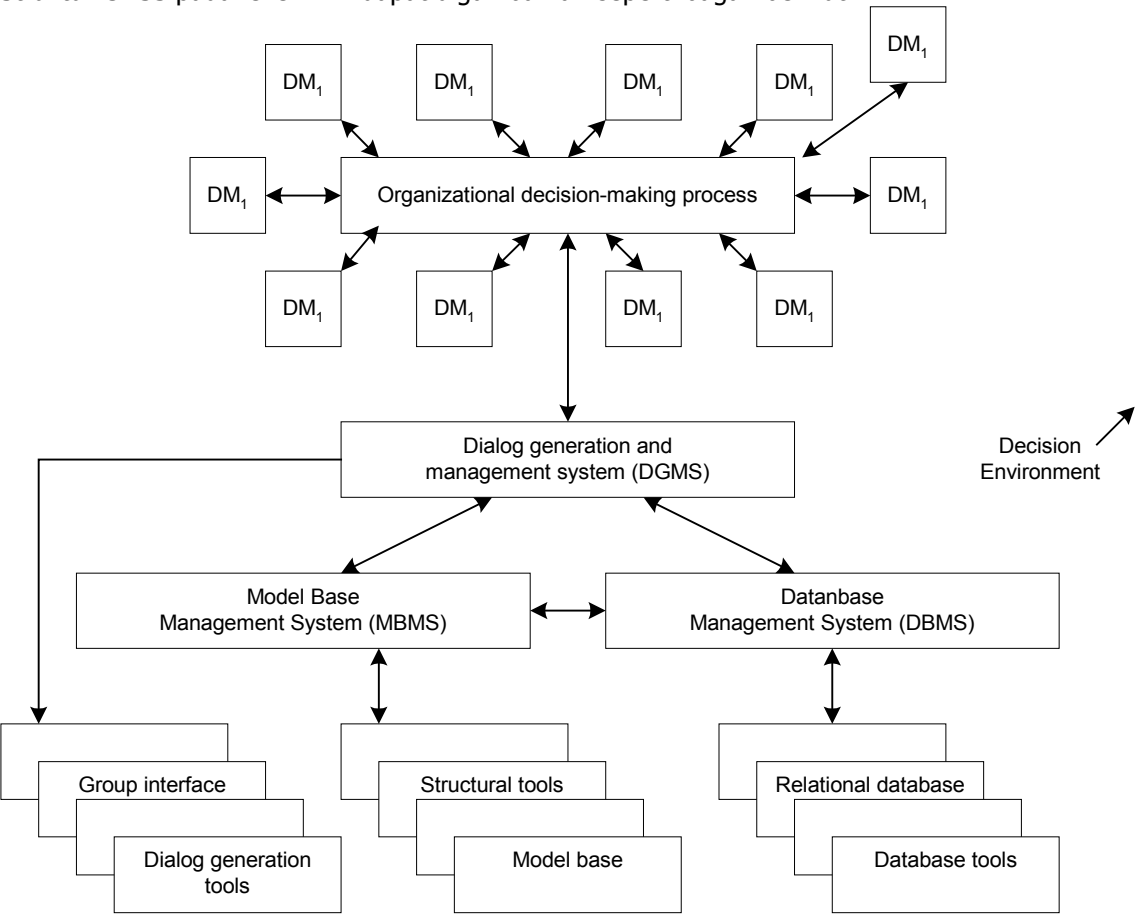 DM1
DM1
DM1
DM1
DM1
DM1
Organizational decision-making process
DM1
DM1
DM1
DM1
DM1
Dialog generation and
management system (DGMS)
Decision
Environment
Model Base
Management System (MBMS)
Datanbase
Management System (DBMS)
Group interface
Structural tools
Relational database
Dialog generation
tools
Model base
Database tools